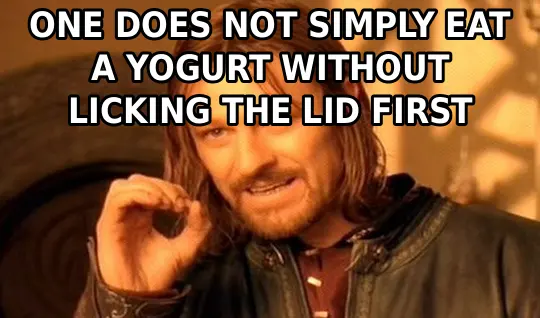 ONE DOES NOT SIMPLY EAT
A YOGURT WITHOUT
LICKING THE LID FIRST